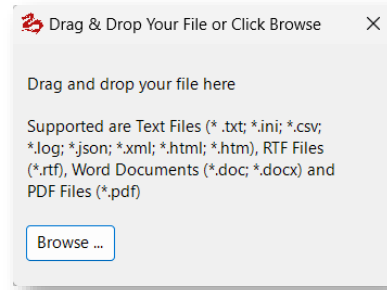 Drag & Drop Your File or Click Browse
Drag and drop your file here
Supported are Text Files (* .txt; *.ini; *.csv;
*.log; *.json; *.xml; *.html; *.htm), RTF Files
(*.rtf), Word Documents (*.doc; *.docx) and
PDF Files (*.pdf)
Browse ...